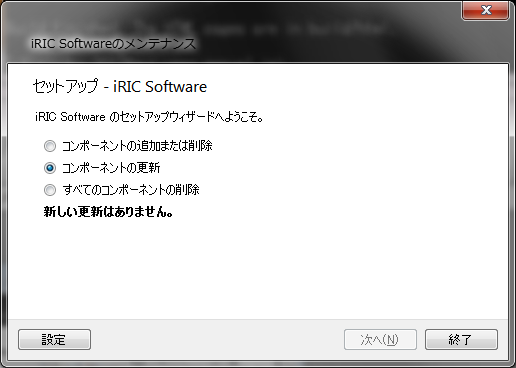 iRIC Softwareのメンテナンス
セットアップ - iRIC Software
iRIC Software のセットアップウィザードへようこそ。
コンポーネントの追加または削除
コンポーネントの更新
すべてのコンポーネントの削除
新しい更新はありません。
設定
次へ(N)
終了